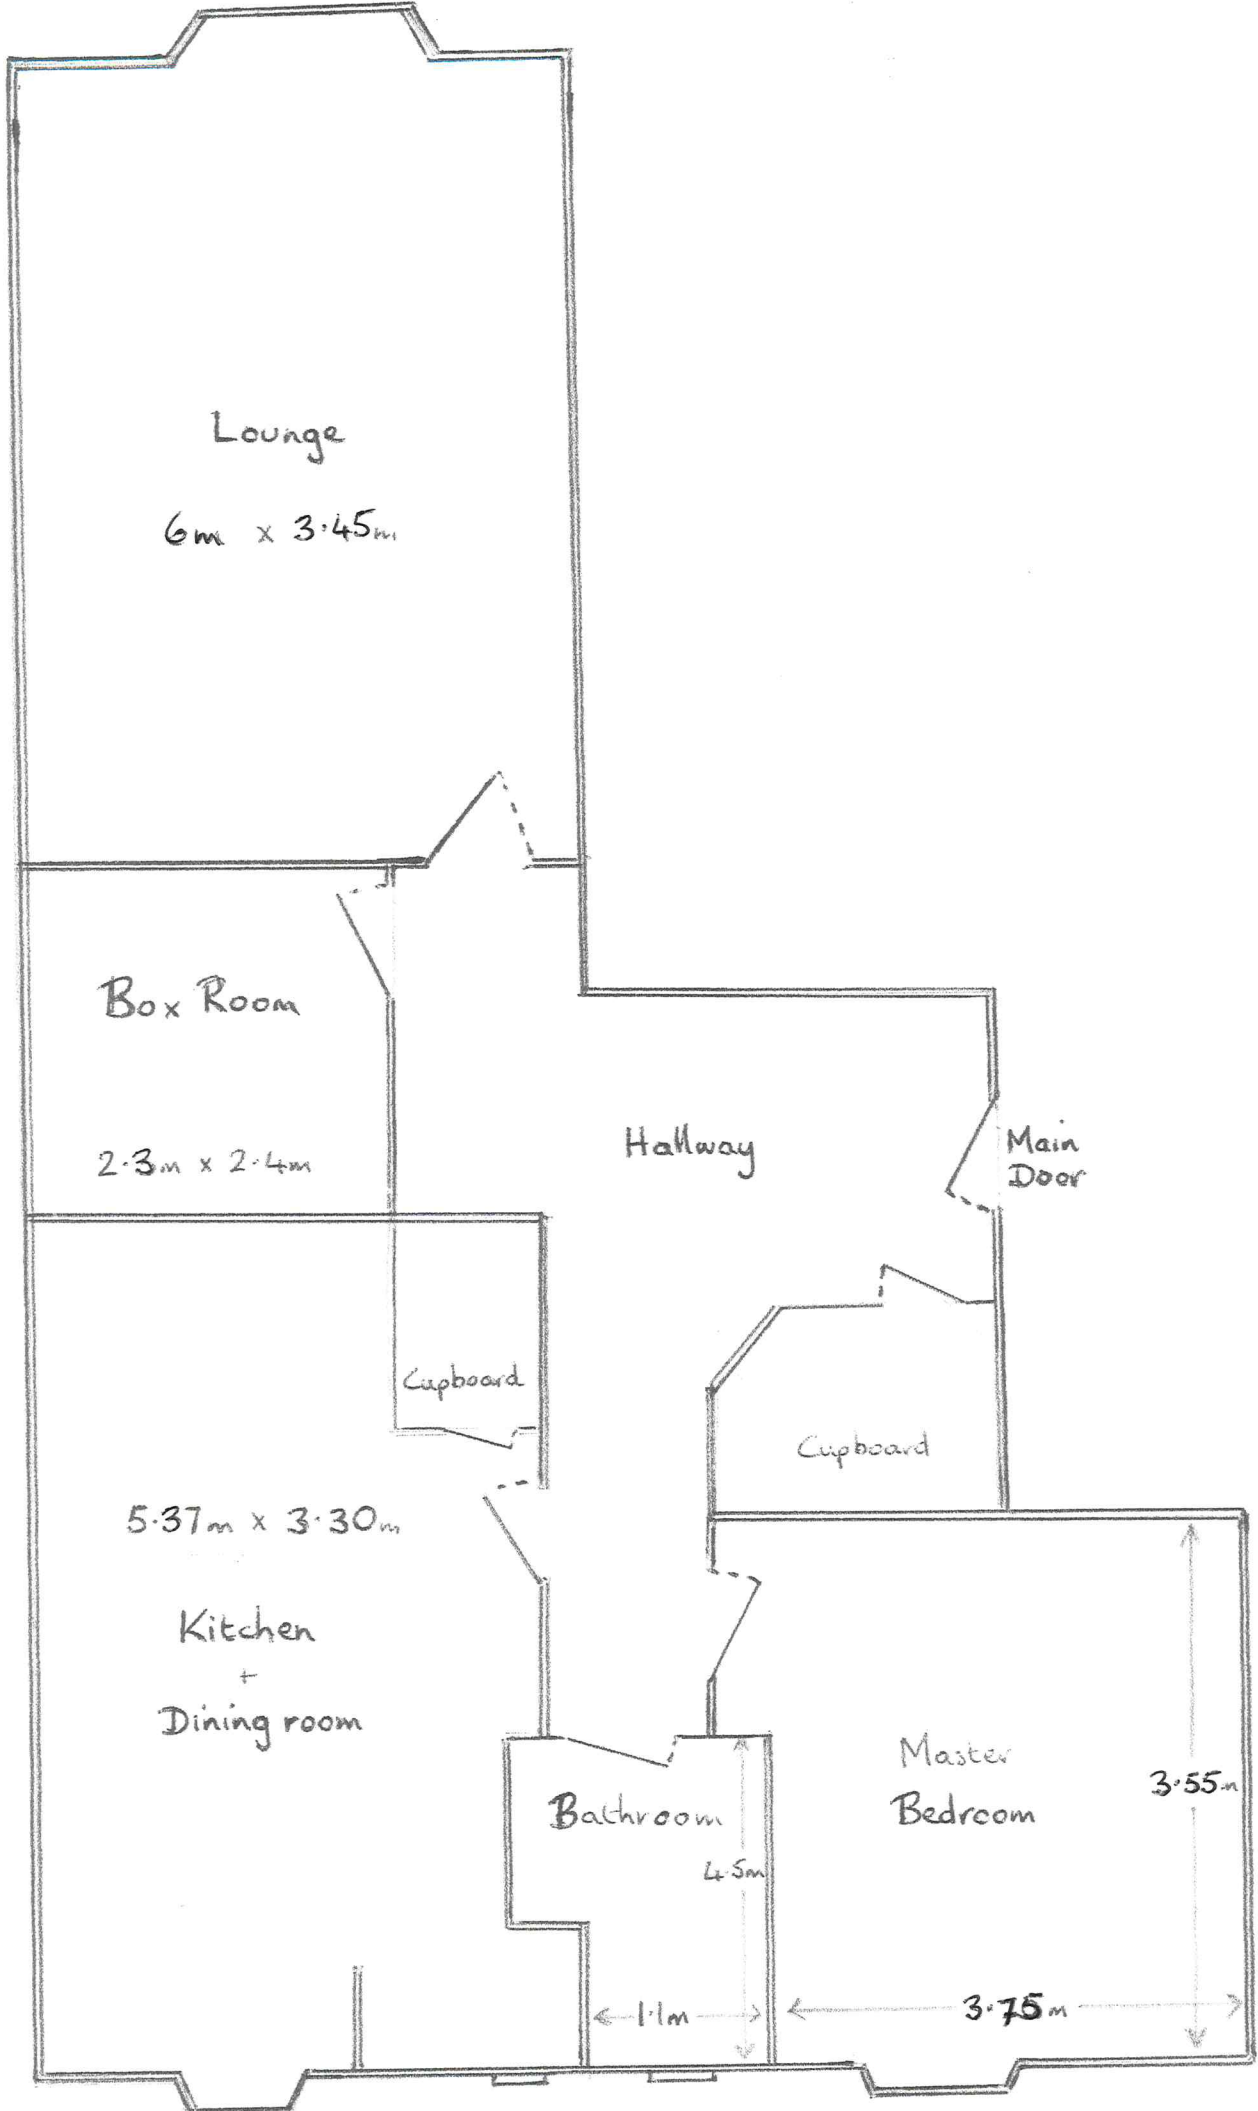 Lounge
6m x 3.45m
Box Room
2.3m x 2.4m
Hallway
Main
Door
Cupboard
Cupboard
5.37m x 3.30m
Kitchen
+
Dining room
Master
Bedroom
3.55m
Bathroom
4.5m
1.1m
3.75m